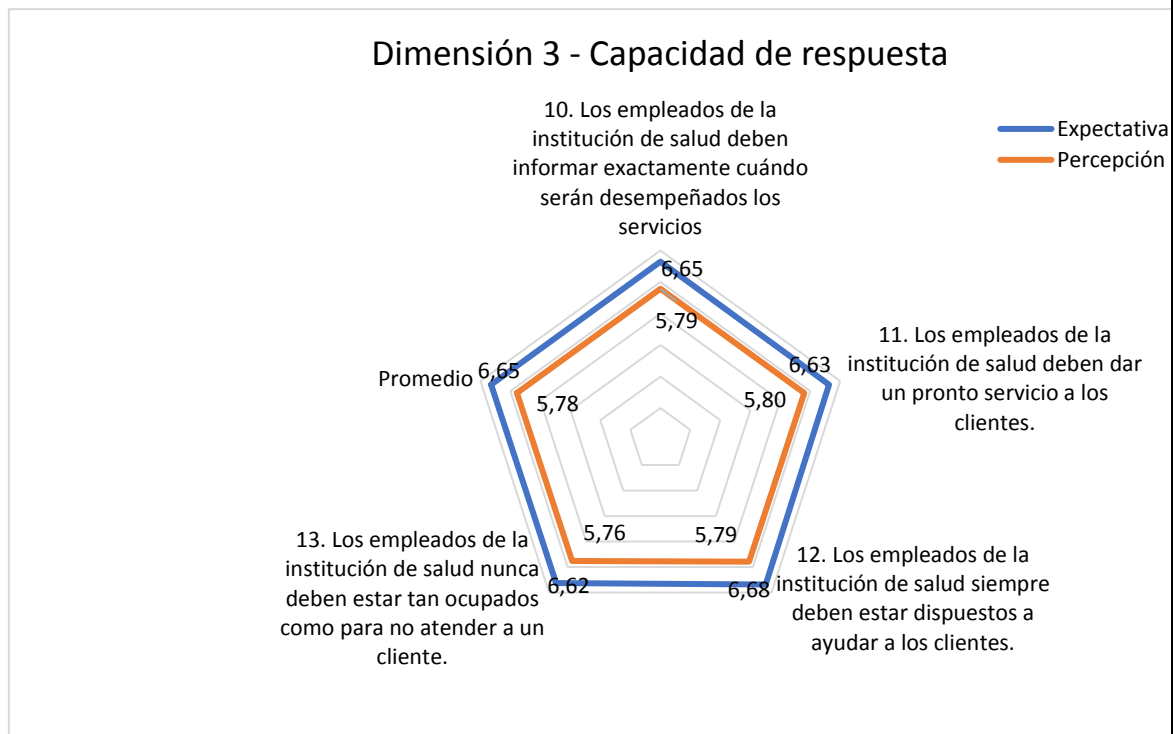 Dimensión 3 - Capacidad de respuesta
10. Los empleados de la
institución de salud deben
informar exactamente cuándo
serán desempeñados los
servicios
Expectativa
Percepción
6,65
5,79
11. Los empleados de la
institución de salud deben dar
un pronto servicio a los
clientes.
6,63
5,80
12. Los empleados de la
institución de salud siempre
deben estar dispuestos a
ayudar a los clientes.
5,79
6,68
13. Los empleados de la
institución de salud nunca
deben estar tan ocupados
como para no atender a un
cliente.
5,76
6,62
Promedio
6,65
5,78